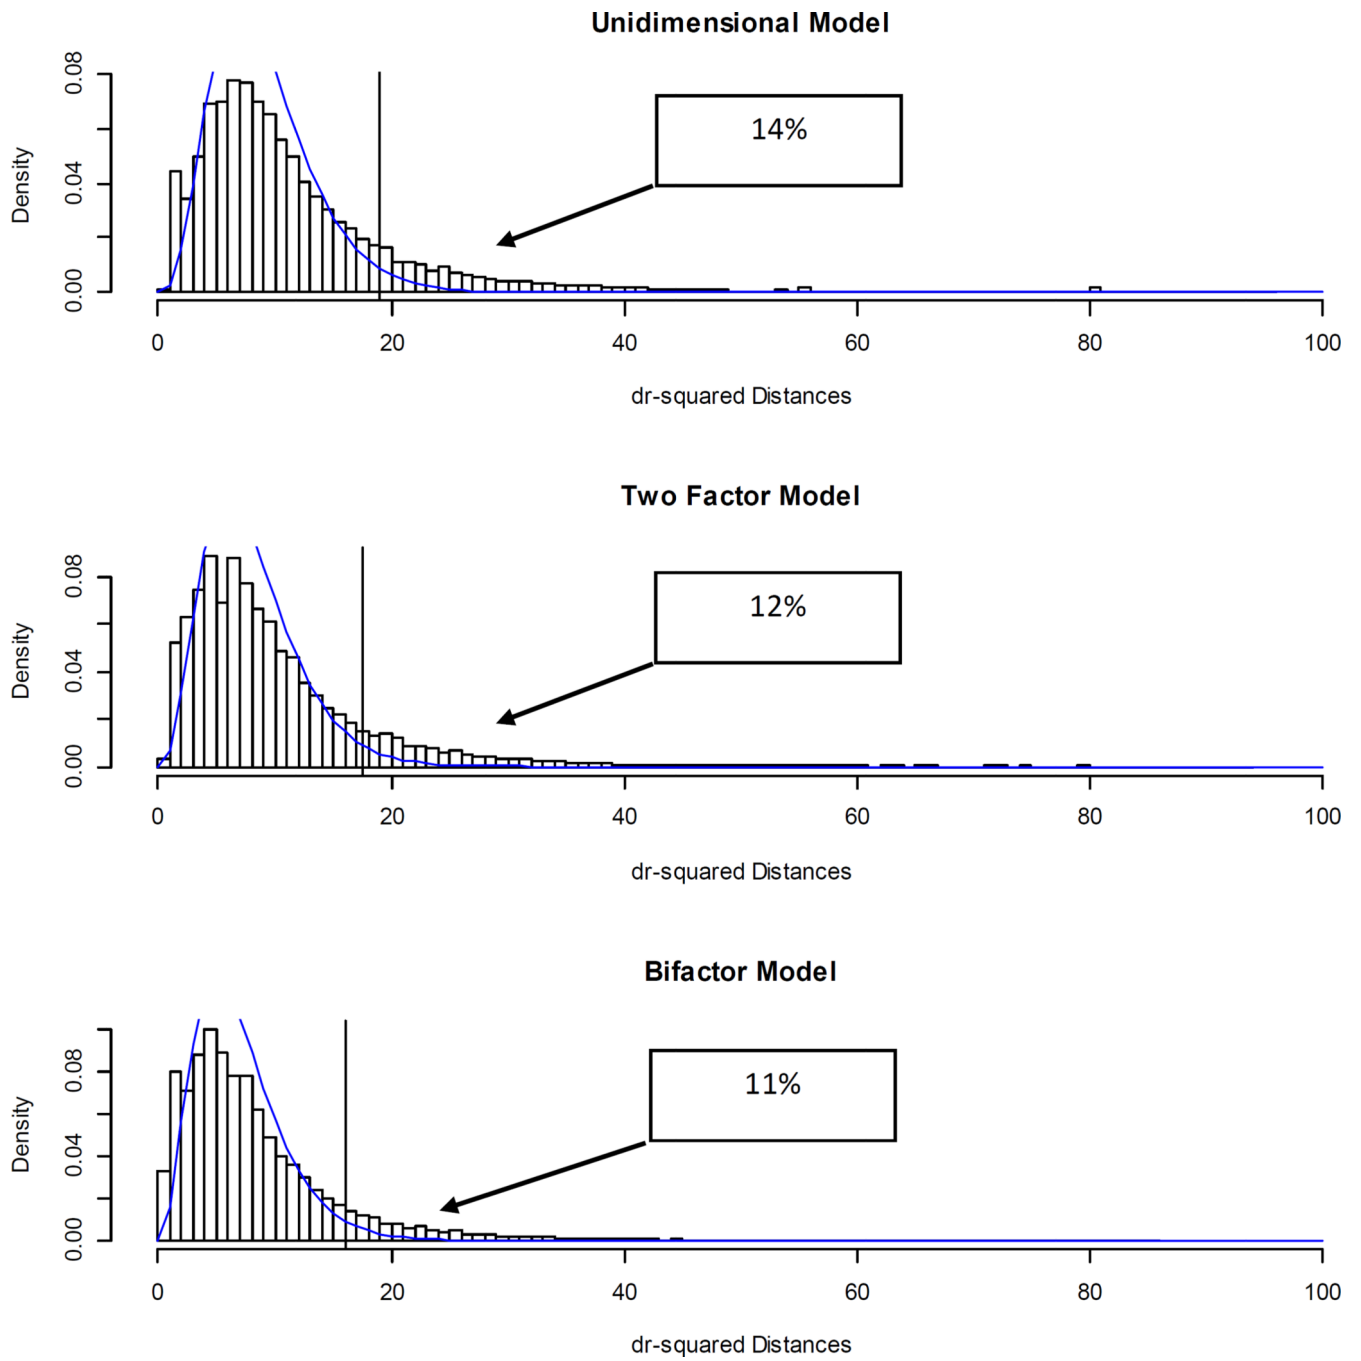 Unidimensional Model
0.08
0.04
0.00
Density
14%
0 20 40 60 80 100
dr-squared Distances
Two Factor Model
0.08
0.04
0.00
Density
12%
0 20 40 60 80 100
dr-squared Distances
Bifactor Model
0.08
0.04
0.00
Density
11%
0 20 40 60 80 100
dr-squared Distances